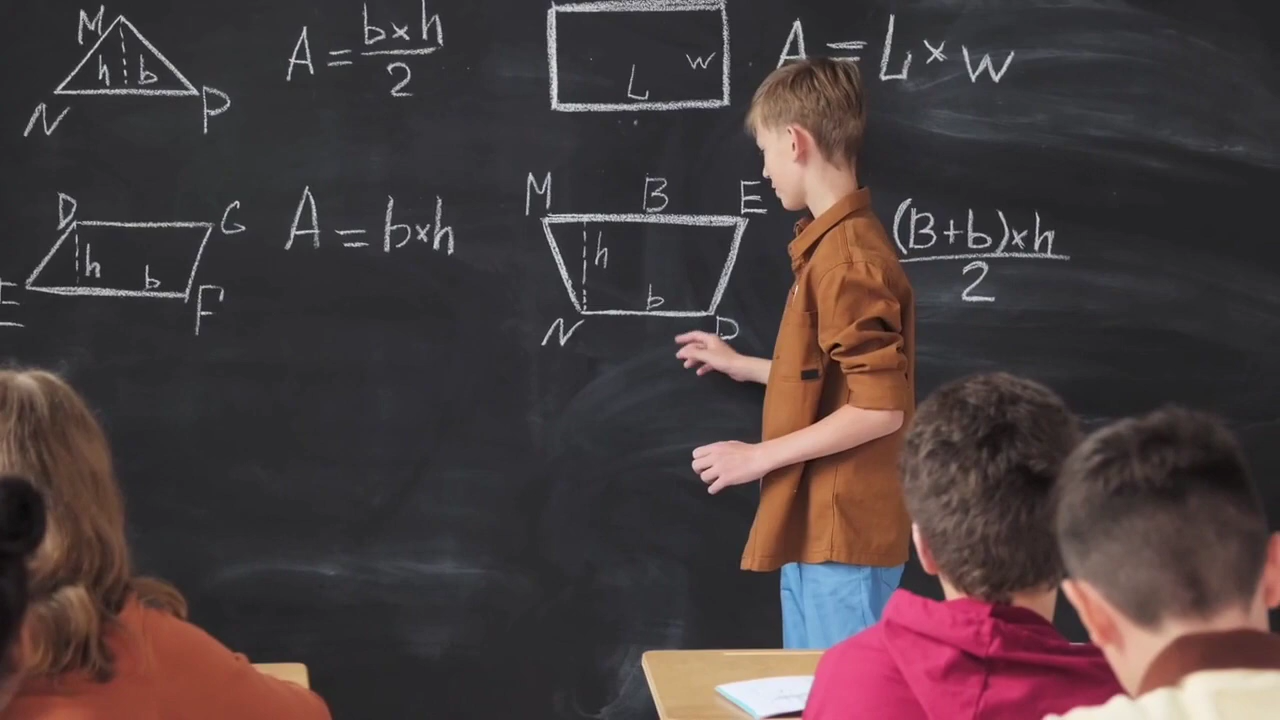 M
h b
N P
A = b×h/2
L w
A = L×w
D G
h b
E F
A = b×h
M B E
h
b
N P
(B+b)×h/2